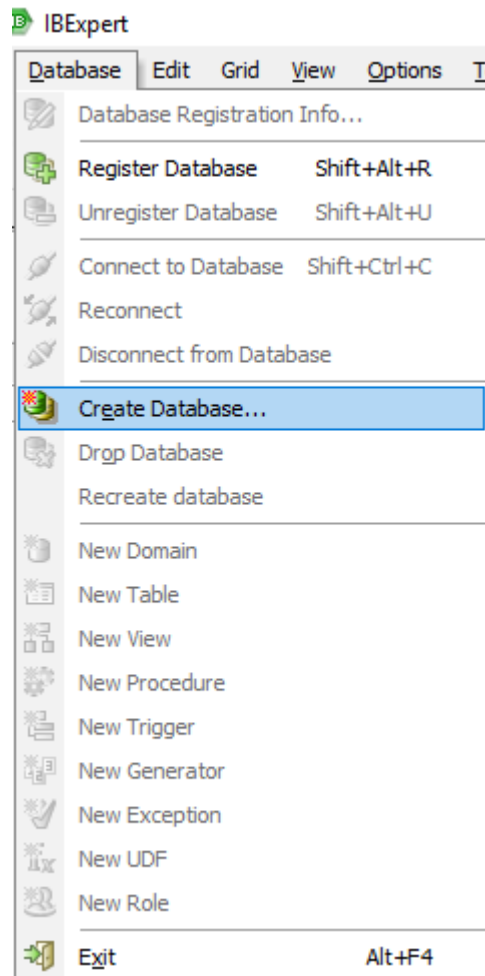 IBExpert
Database Edit Grid View Options T
Database Registration Info...
Register Database Shift+Alt+R
Unregister Database Shift+Alt+U
Connect to Database Shift+Ctrl+C
Reconnect
Disconnect from Database
Create Database...
Drop Database
Recreate database
New Domain
New Table
New View
New Procedure
New Trigger
New Generator
New Exception
New UDF
New Role
Exit Alt+F4